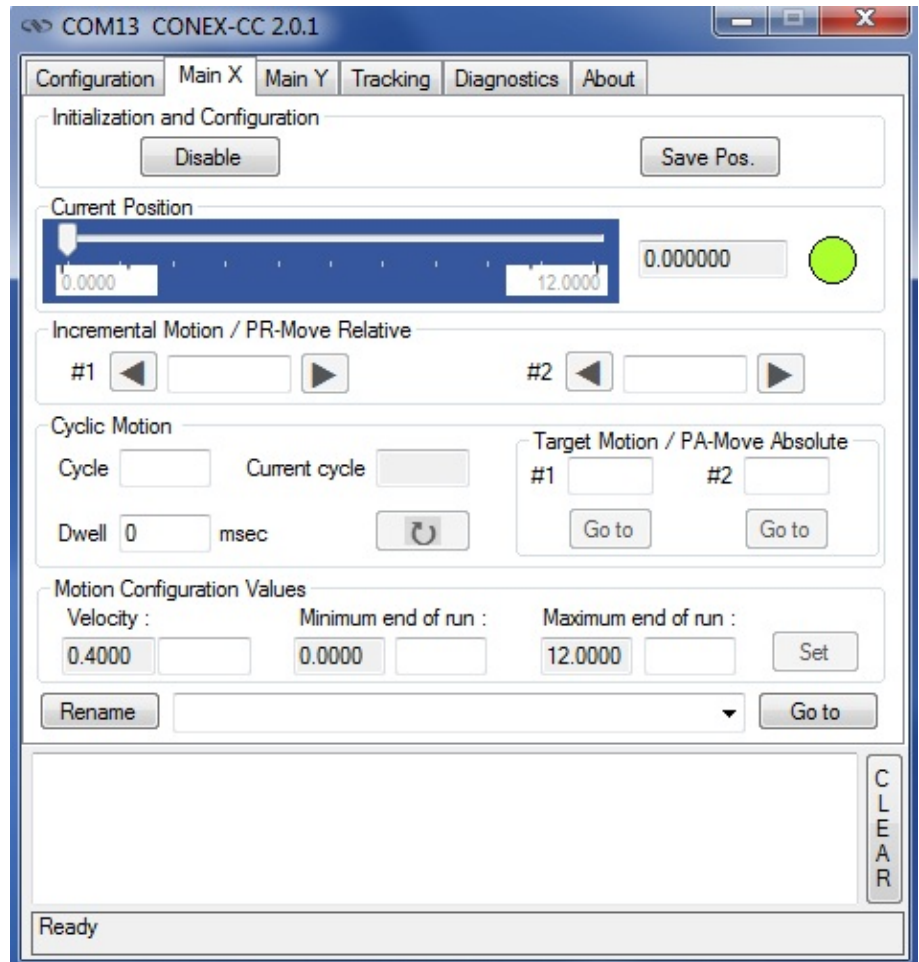 COM13 CONEX-CC 2.0.1
Configuration Main X Main Y Tracking Diagnostics About
Initialization and Configuration
Disable Save Pos.
Current Position
0.0000 12.0000 0.000000
Incremental Motion / PR-Move Relative
#1 #2
Cyclic Motion
Cycle Current cycle
Dwell 0 msec
Target Motion / PA-Move Absolute
#1 #2
Go to Go to
Motion Configuration Values
Velocity : Minimum end of run : Maximum end of run :
0.4000 0.0000 12.0000 Set
Rename Go to
CLEAR
Ready